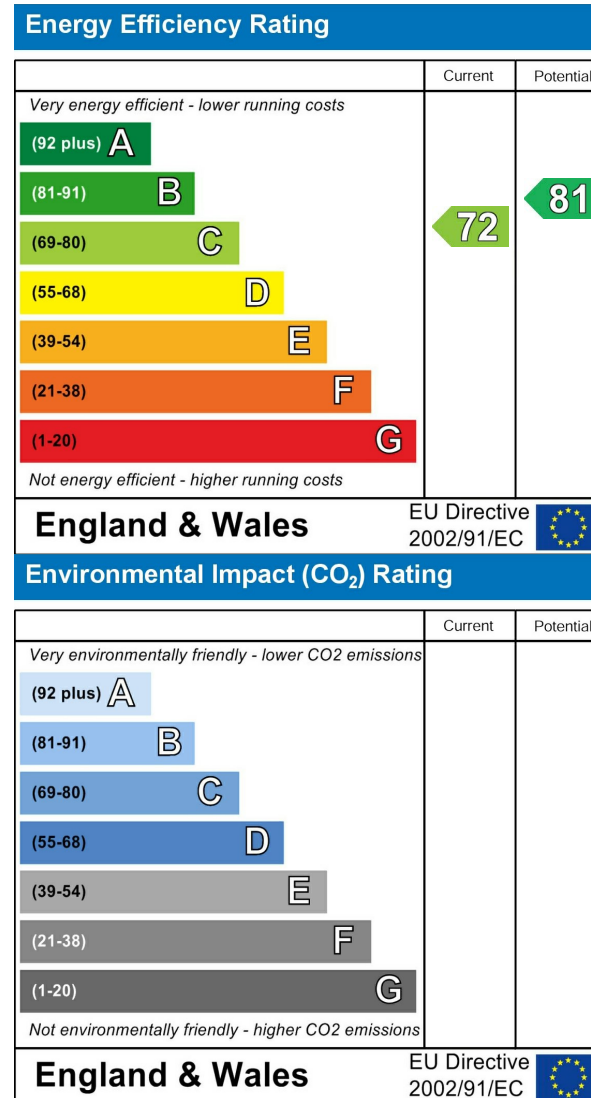 Energy Efficiency Rating
Current Potential
Very energy efficient - lower running costs
(92 plus) A
(81-91) B
81
(69-80) C
72
(55-68) D
(39-54) E
(21-38) F
(1-20) G
Not energy efficient - higher running costs
England & Wales
EU Directive
2002/91/EC
Environmental Impact (CO₂) Rating
Current Potential
Very environmentally friendly - lower CO2 emissions
(92 plus) A
(81-91) B
(69-80) C
(55-68) D
(39-54) E
(21-38) F
(1-20) G
Not environmentally friendly - higher CO2 emissions
England & Wales
EU Directive
2002/91/EC